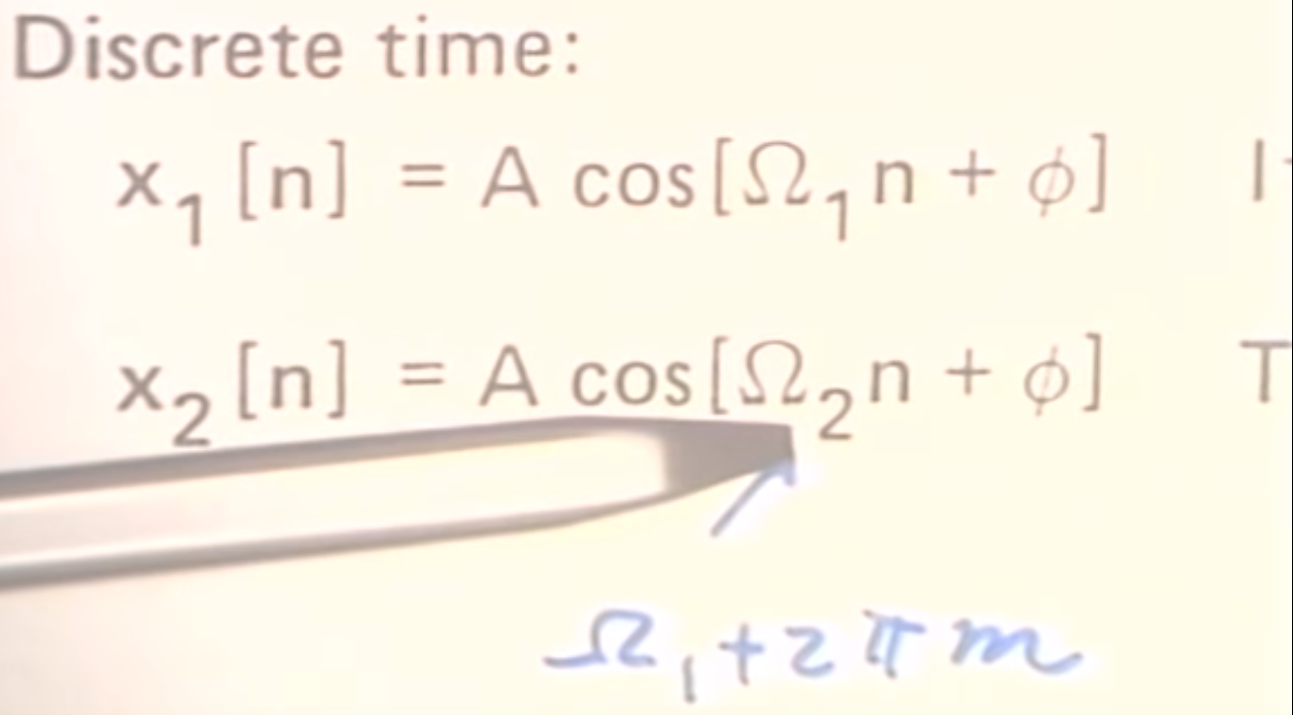 Discrete time:
x₁[n] = A cos[Ω₁n + ϕ]
x₂[n] = A cos[Ω₂n + ϕ] T
Ω₁ + 2πm